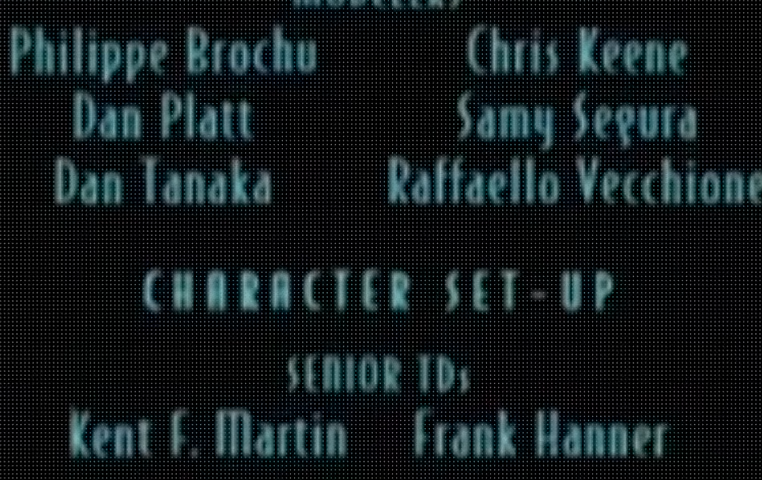 MODELERS
Philippe Brochu Chris Keene
Dan Platt Samy Segura
Dan Tanaka Raffaello Vecchione
CHARACTER SET-UP
SENIOR TDs
Kent F. Martin Frank Hanner